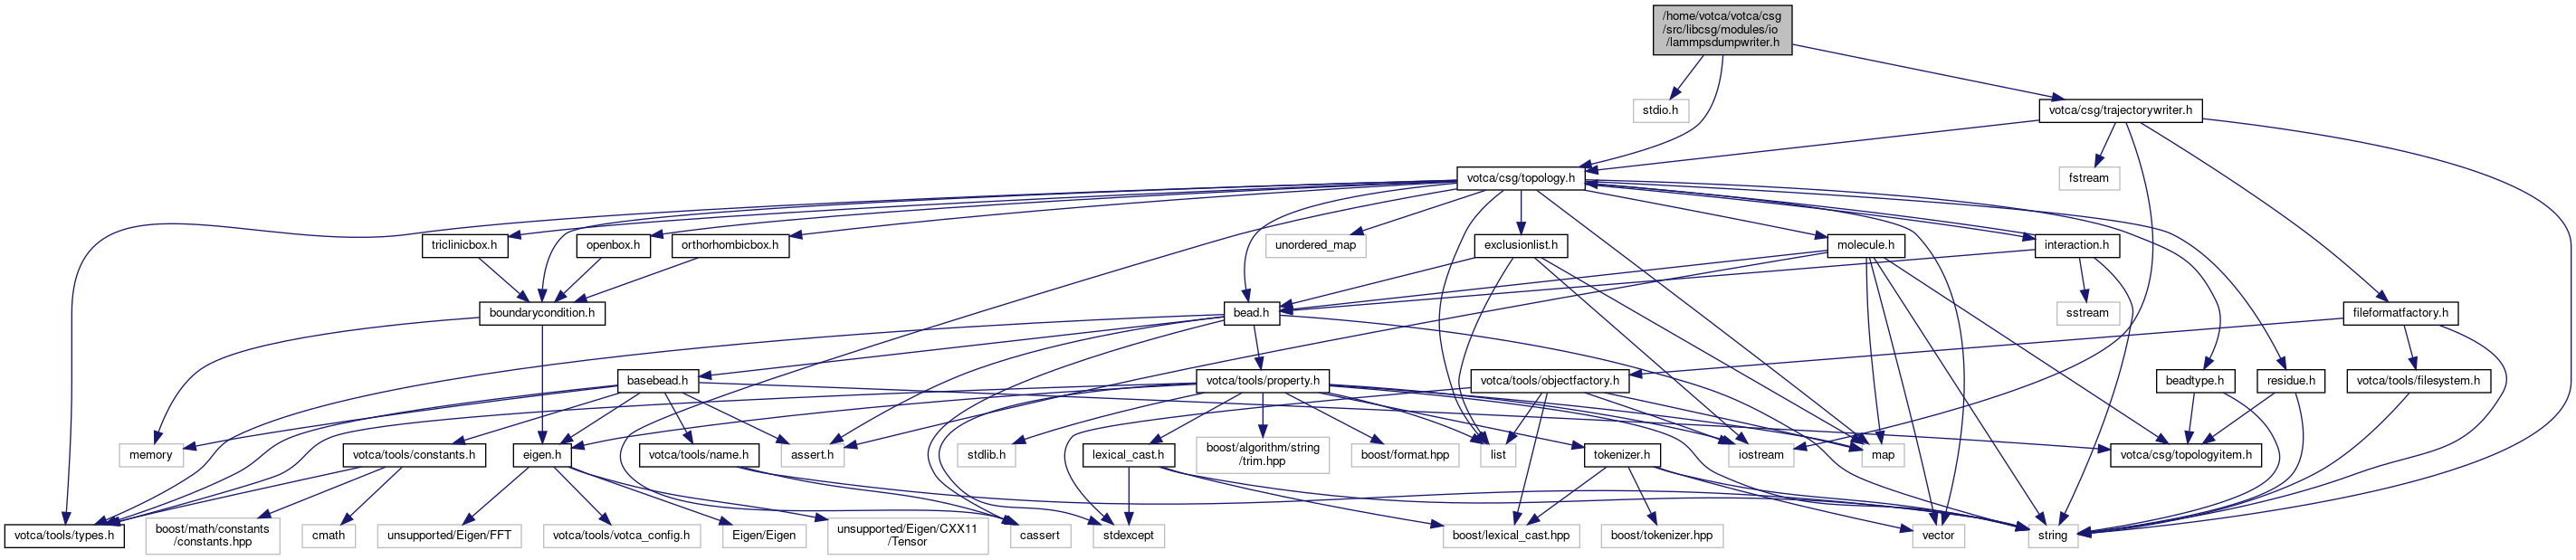 /home/votca/votca/csg
/src/libcsg/modules/io
/lammpsdumpwriter.h
stdio.h
votca/csg/trajectorywriter.h
votca/csg/topology.h
fstream
triclinicbox.h
openbox.h
orthorhombicbox.h
unordered_map
exclusionlist.h
molecule.h
interaction.h
boundarycondition.h
bead.h
sstream
fileformatfactory.h
basebead.h
votca/tools/property.h
votca/tools/objectfactory.h
beadtype.h
residue.h
votca/tools/filesystem.h
memory
votca/tools/constants.h
eigen.h
votca/tools/name.h
assert.h
stdlib.h
lexical_cast.h
boost/algorithm/string
/trim.hpp
boost/format.hpp
list
tokenizer.h
iostream
map
votca/csg/topologyitem.h
votca/tools/types.h
boost/math/constants
/constants.hpp
cmath
unsupported/Eigen/FFT
votca/tools/votca_config.h
Eigen/Eigen
unsupported/Eigen/CXX11
/Tensor
cassert
stdexcept
boost/lexical_cast.hpp
boost/tokenizer.hpp
vector
string